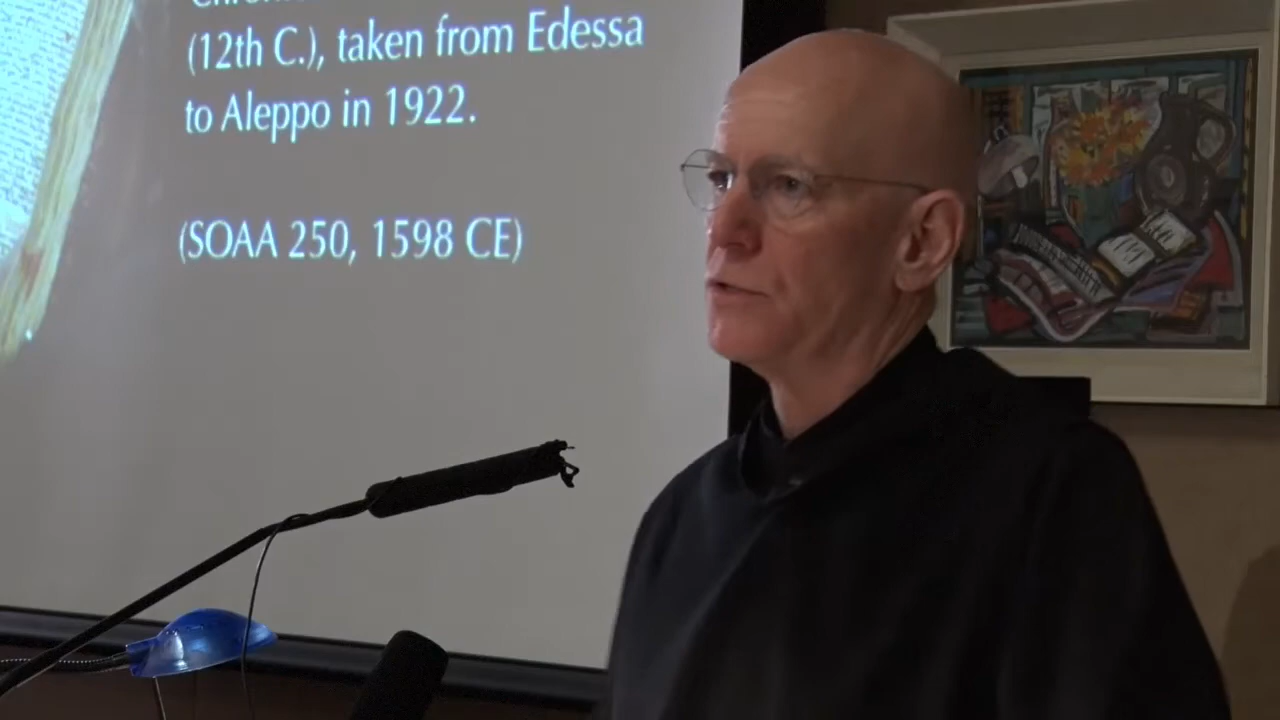 (12th C.), taken from Edessa
to Aleppo in 1922.
(SOAA 250, 1598 CE)